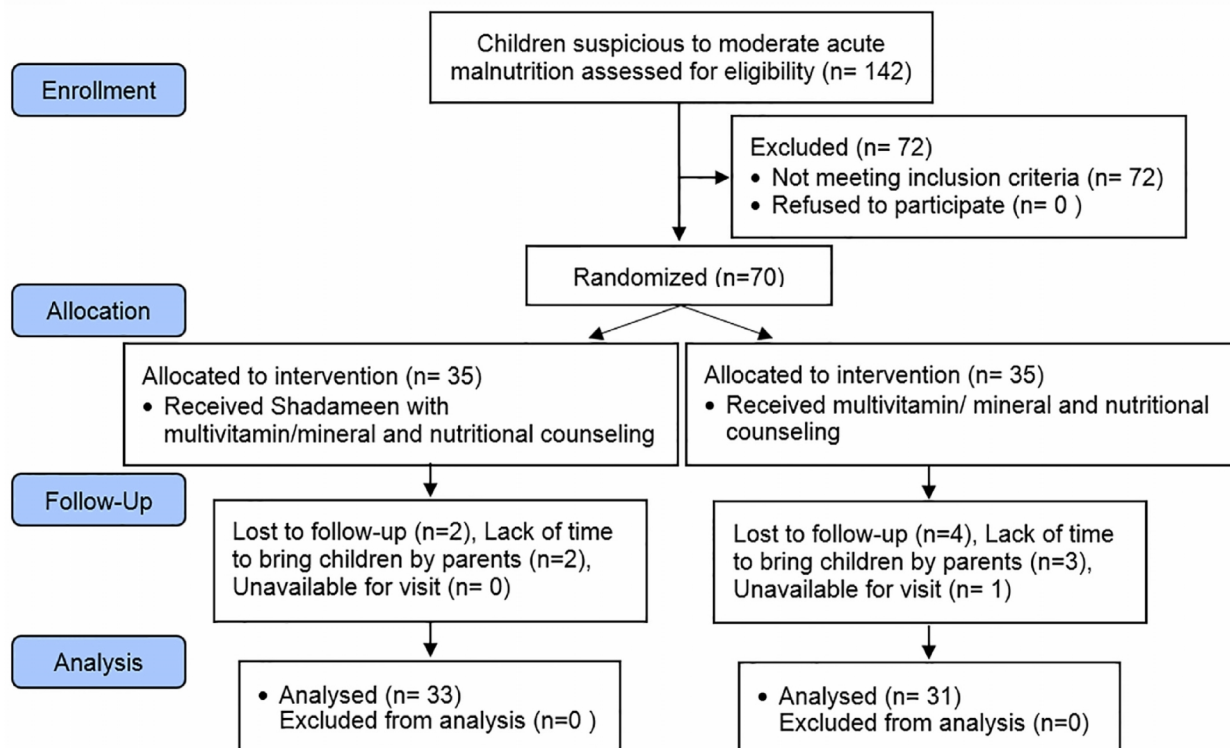 Enrollment
Children suspicious to moderate acute
malnutrition assessed for eligibility (n= 142)
Excluded (n= 72)
• Not meeting inclusion criteria (n= 72)
• Refused to participate (n= 0 )
Randomized (n=70)
Allocation
Allocated to intervention (n= 35)
• Received Shadameen with
multivitamin/mineral and nutritional counseling
Allocated to intervention (n= 35)
• Received multivitamin/ mineral and nutritional
counseling
Follow-Up
Lost to follow-up (n=2), Lack of time
to bring children by parents (n=2),
Unavailable for visit (n= 0)
Lost to follow-up (n=4), Lack of time
to bring children by parents (n=3),
Unavailable for visit (n= 1)
Analysis
• Analysed (n= 33)
Excluded from analysis (n=0 )
• Analysed (n= 31)
Excluded from analysis (n=0)